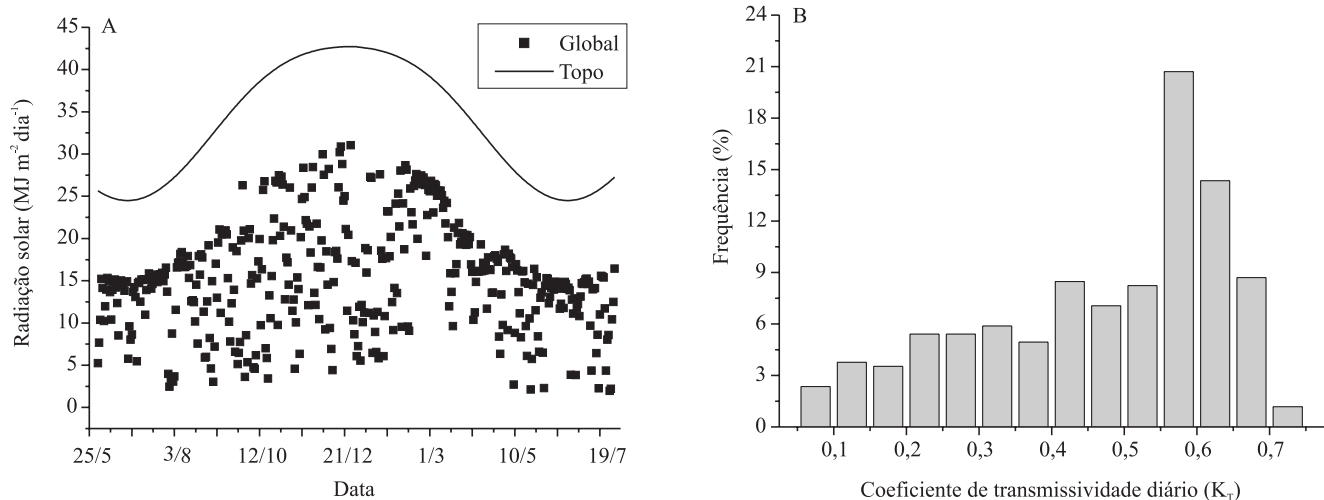 A
45
40
35
30
25
20
15
10
5
0
Radiação solar (MJ m⁻² dia⁻¹)
Global
Topo
25/5 3/8 12/10 21/12 1/3 10/5 19/7
Data
B
24
21
18
15
12
9
6
3
0
Frequência (%)
0,1 0,2 0,3 0,4 0,5 0,6 0,7
Coeficiente de transmissividade diário (K_T)